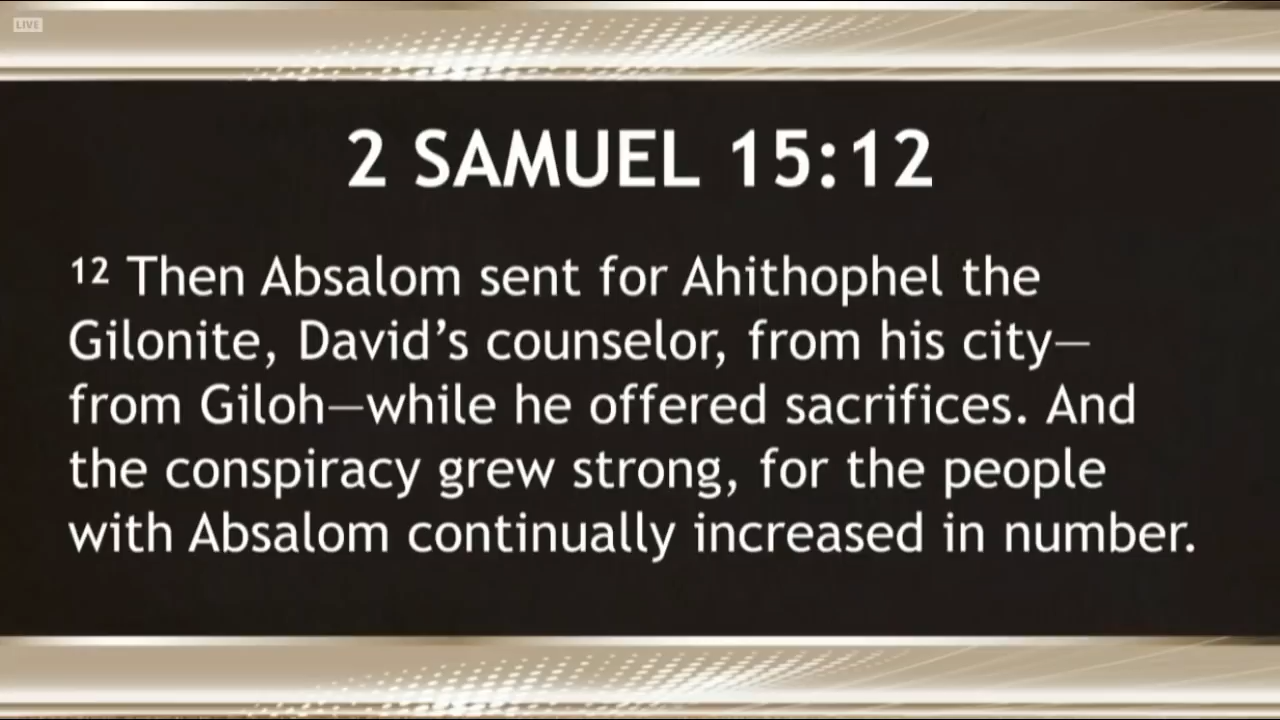 LIVE
2 SAMUEL 15:12
12 Then Absalom sent for Ahithophel the
Gilonite, David’s counselor, from his city—
from Giloh—while he offered sacrifices. And
the conspiracy grew strong, for the people
with Absalom continually increased in number.